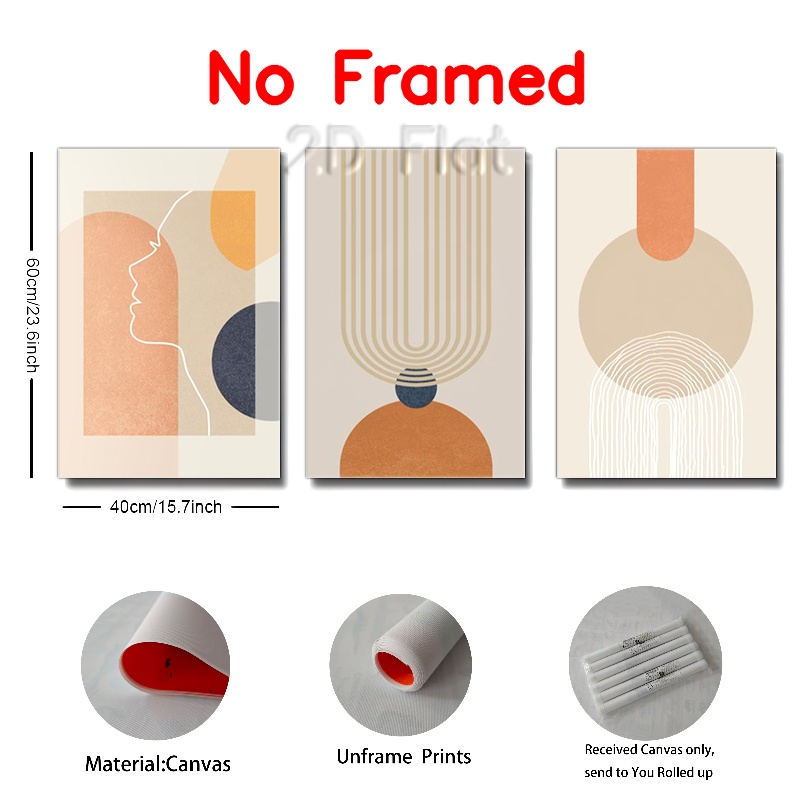 No Framed
2D Flat
60cm/23.6inch
40cm/15.7inch
Material:Canvas
Unframe Prints
Received Canvas only,
send to You Rolled up